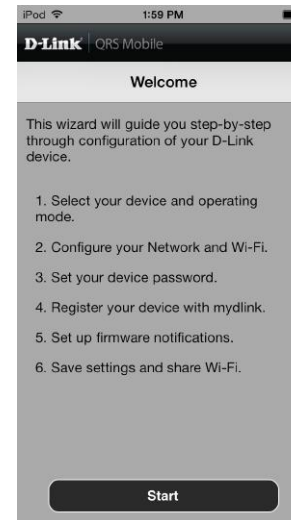 iPod 1:59 PM
D-Link QRS Mobile
Welcome
This wizard will guide you step-by-step
through configuration of your D-Link
device.
1. Select your device and operating
mode.
2. Configure your Network and Wi-Fi.
3. Set your device password.
4. Register your device with mydlink.
5. Set up firmware notifications.
6. Save settings and share Wi-Fi.
Start